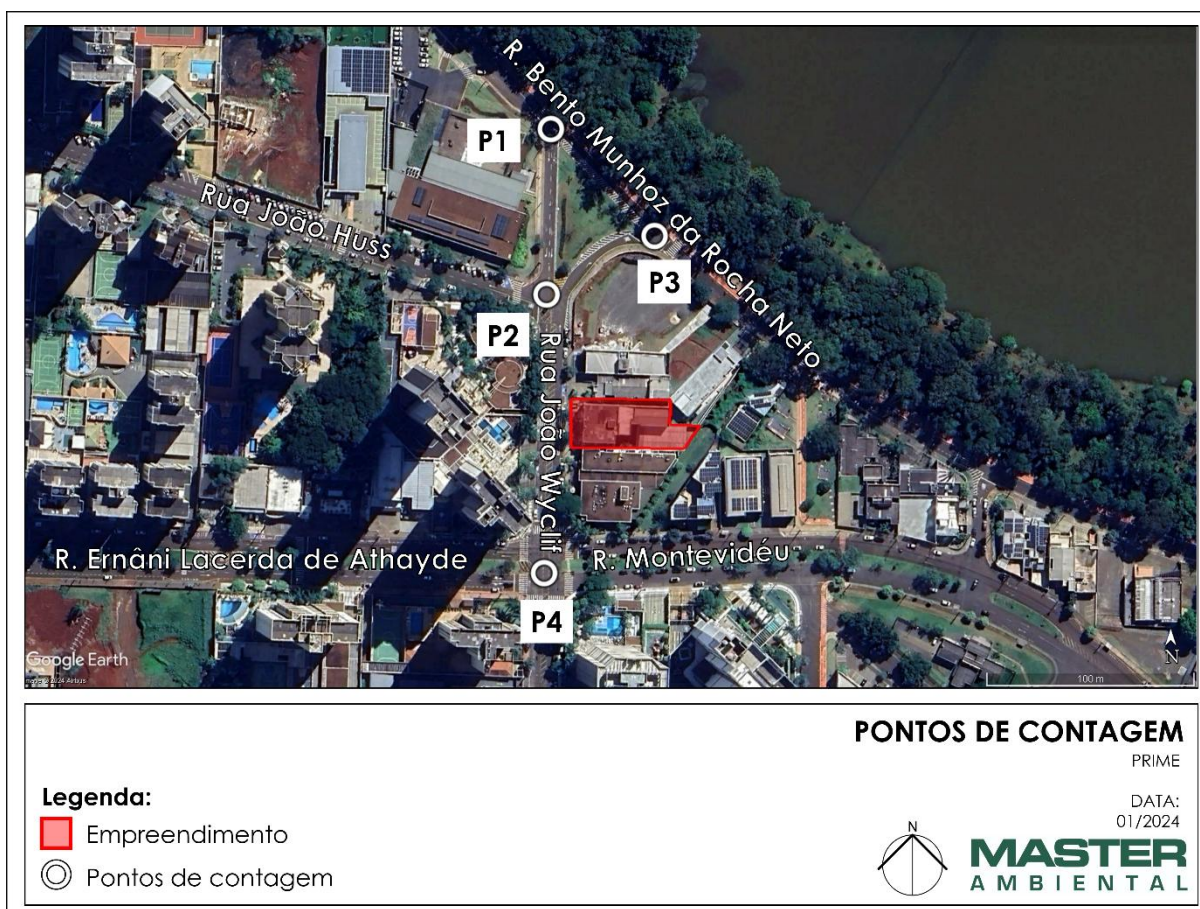 R. Bento Munhoz da Rocha Neto
P1
Rua João Huss
P3
P2
Rua João Wyclif
R. Ernâni Lacerda de Athayde
R. Montevidéu
P4
Google Earth
N
100 m
PONTOS DE CONTAGEM
PRIME
Legenda:
DATA:
01/2024
Empreendimento
Pontos de contagem
N
MASTER
AMBIENTAL